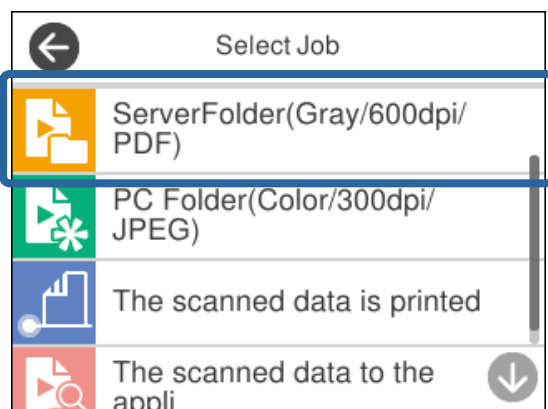 Select Job
ServerFolder(Gray/600dpi/
PDF)
PC Folder(Color/300dpi/
JPEG)
The scanned data is printed
The scanned data to the
appli